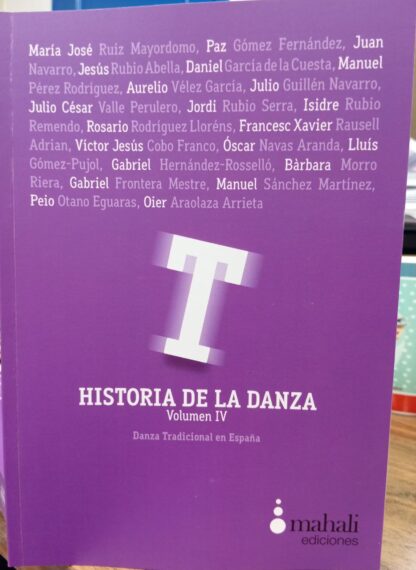 María José Ruiz Mayordomo, Paz Gómez Fernández, Juan
Navarro, Jesús Rubio Abella, Daniel García de la Cuesta, Manuel
Pérez Rodríguez, Aurelio Vélez García, Julio Guillén Navarro,
Julio César Valle Perulero, Jordi Rubio Serra, Isidre Rubio
Remendo, Rosario Rodríguez Lloréns, Francesc Xavier Rausell
Adrian, Víctor Jesús Cobo Franco, Óscar Navas Aranda, Lluís
Gómez-Pujol, Gabriel Hernández-Rosselló, Bàrbara Morro
Riera, Gabriel Frontera Mestre, Manuel Sánchez Martínez,
Peio Otano Eguaras, Oier Araolaza Arrieta
T
HISTORIA DE LA DANZA
Volumen IV
Danza Tradicional en España
mahali
ediciones